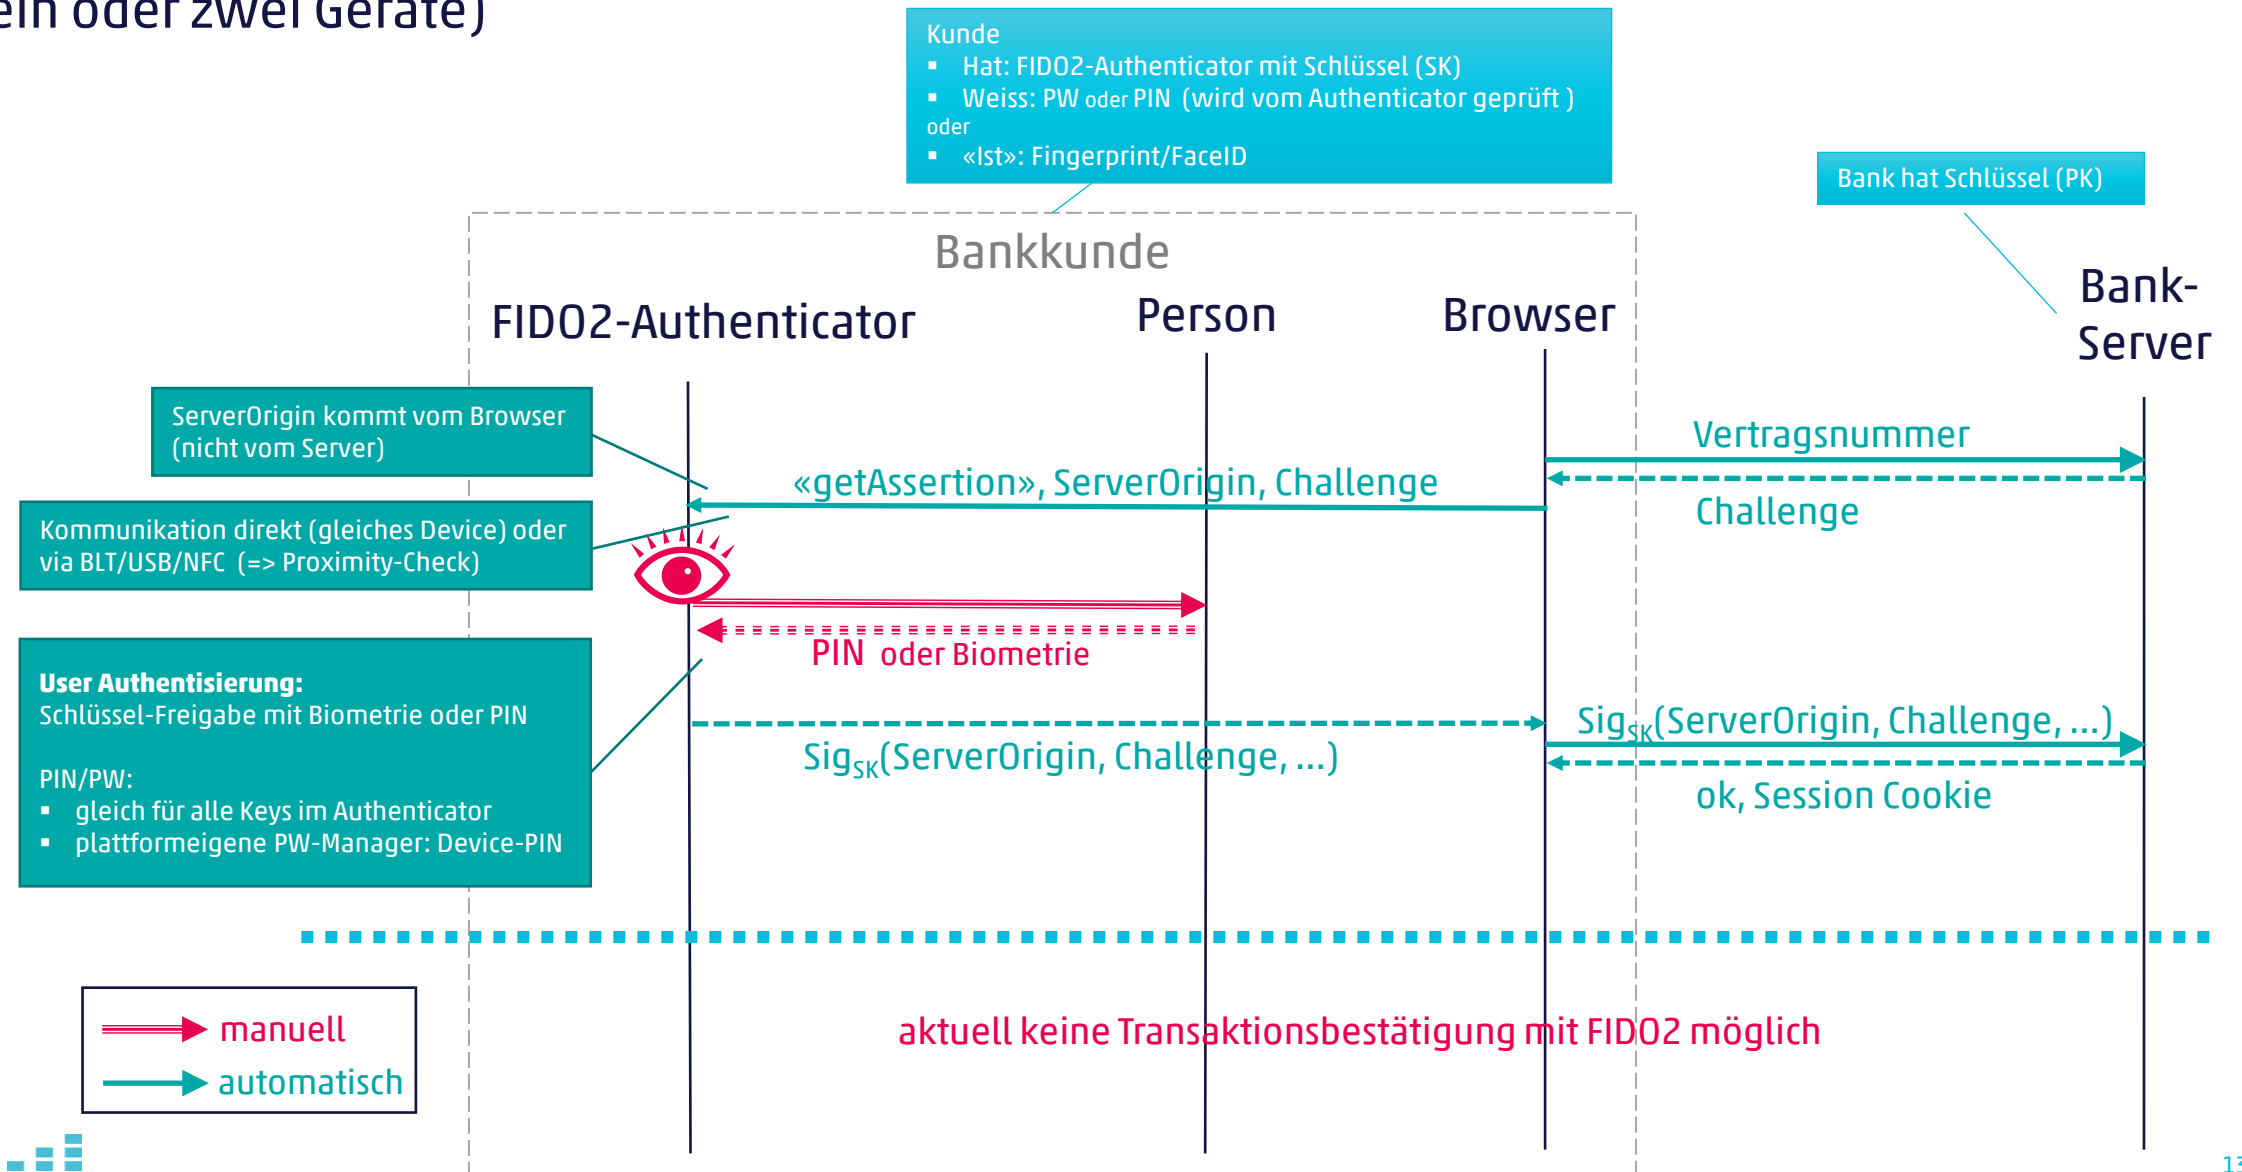 ein oder zwei Geräte)
Kunde
▪ Hat: FIDO2-Authenticator mit Schlüssel (SK)
▪ Weiss: PW oder PIN (wird vom Authenticator geprüft )
oder
▪ «Ist»: Fingerprint/FaceID
Bank hat Schlüssel (PK)
Bankkunde
FIDO2-Authenticator
Person
Browser
Bank-
Server
ServerOrigin kommt vom Browser
(nicht vom Server)
Vertragsnummer
«getAssertion», ServerOrigin, Challenge
Challenge
Kommunikation direkt (gleiches Device) oder
via BLT/USB/NFC (=> Proximity-Check)
PIN oder Biometrie
User Authentisierung:
Schlüssel-Freigabe mit Biometrie oder PIN
PIN/PW:
▪ gleich für alle Keys im Authenticator
▪ plattformeigene PW-Manager: Device-PIN
SigSK(ServerOrigin, Challenge, ...)
SigSK(ServerOrigin, Challenge, ...)
ok, Session Cookie
manuell
automatisch
aktuell keine Transaktionsbestätigung mit FIDO2 möglich